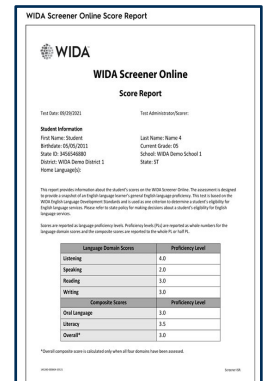 WIDA Screener Online Score Report
WIDA
WIDA Screener Online
Score Report
Test Date: 09/29/2021 Test Administrator/Scorer:
Student Information
First Name: Student Last Name: Name 4
Birthdate: 05/05/2011 Current Grade: 05
State ID: 3456546880 School: WIDA Demo School 1
District: WIDA Demo District 1 State: ST
Home Language(s):
This report provides information about the student's scores on the WIDA Screener Online. The assessment is designed
to provide a snapshot of an English language learner's general English language proficiency. This test is based on the
WIDA English Language Development Standards and is used as one criterion to determine a student's eligibility for
English language services. Please refer to state policy for making decisions about a student's eligibility for English
language services.
Scores are reported as language proficiency levels. Proficiency levels (PLs) are reported as whole numbers for the
language domain scores and the composite scores are reported to the whole PL or half PL.
Language Domain Scores Proficiency Level
Listening 4.0
Speaking 2.0
Reading 3.0
Writing 3.0
Composite Scores Proficiency Level
Oral Language 3.0
Literacy 3.5
Overall* 3.0
*Overall composite score is calculated only when all four domains have been assessed.